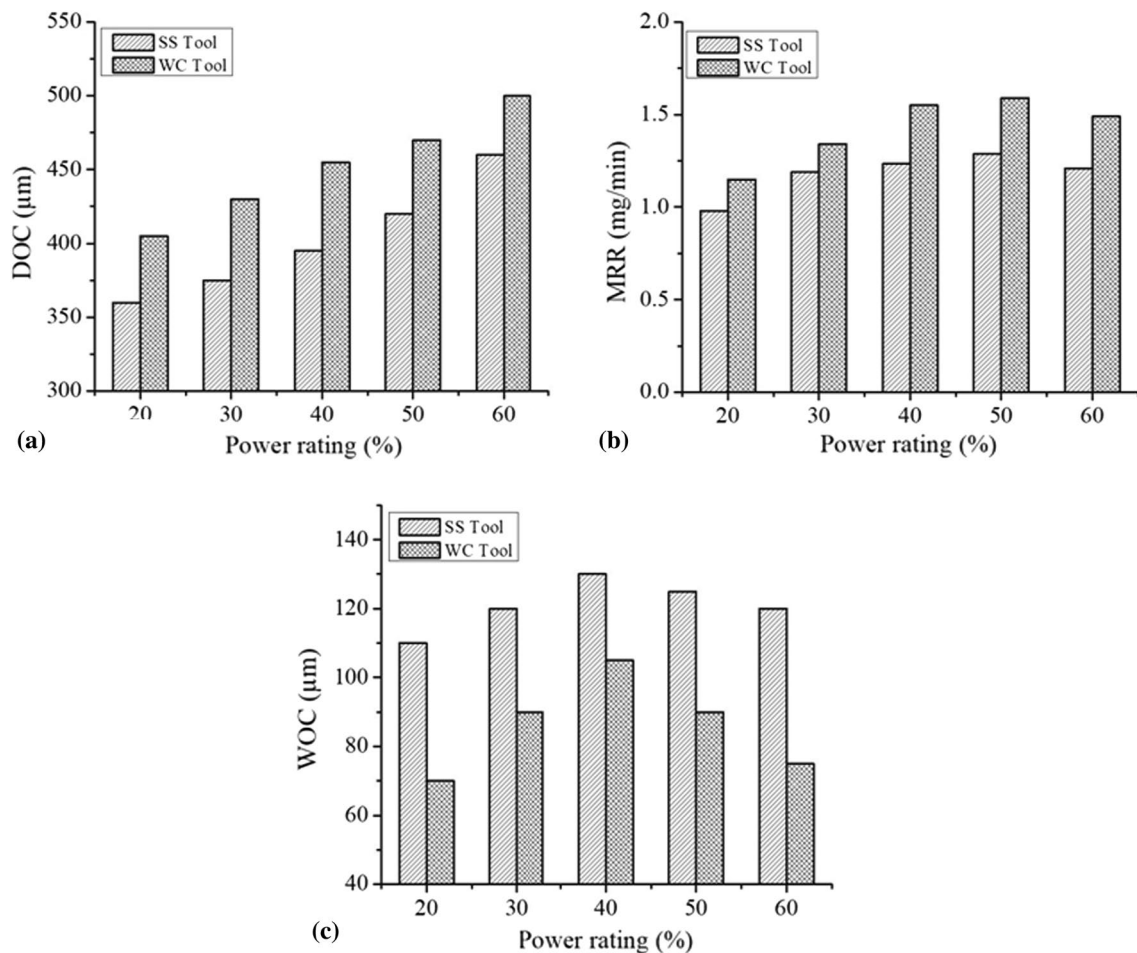 550
500
450
400
350
300
DOC (μm)
SS Tool
WC Tool
20 30 40 50 60
Power rating (%)
(a)
2.0
1.5
1.0
0.5
0.0
MRR (mg/min)
SS Tool
WC Tool
20 30 40 50 60
Power rating (%)
(b)
140
120
100
80
60
40
WOC (μm)
SS Tool
WC Tool
20 30 40 50 60
Power rating (%)
(c)